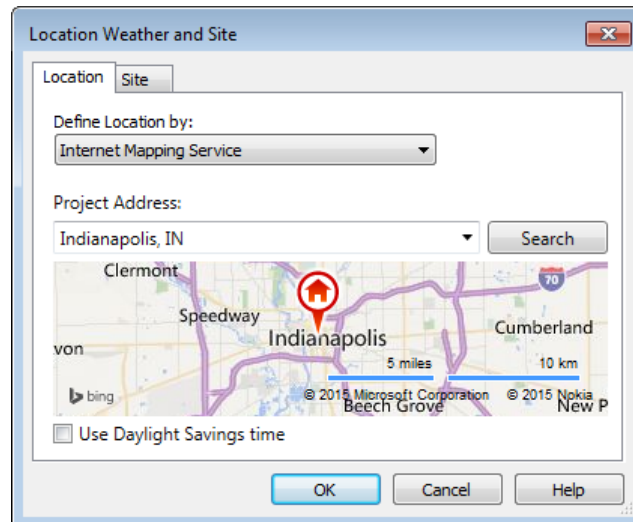 Location Weather and Site
Location Site
Define Location by:
Internet Mapping Service
Project Address:
Indianapolis, IN
Search
Clermont
70
Speedway
Indianapolis
Cumberland
von
5 miles
10 km
bing
© 2015 Microsoft Corporation © 2015 Nokia
Beech Grove
New P
Use Daylight Savings time
OK Cancel Help